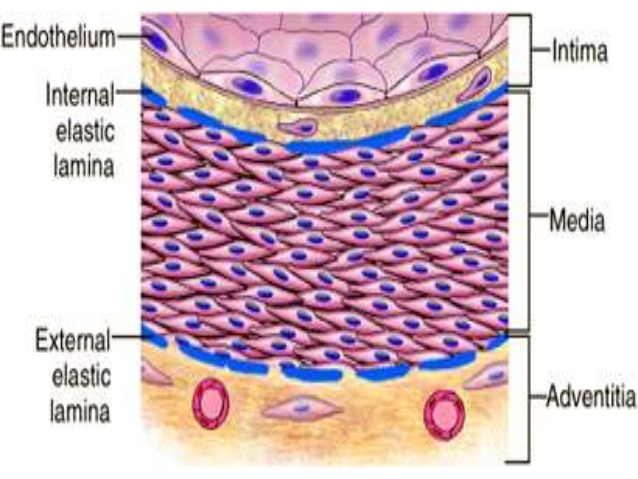 Endothelium
Internal
elastic
lamina
External
elastic
lamina
Intima
Media
Adventitia